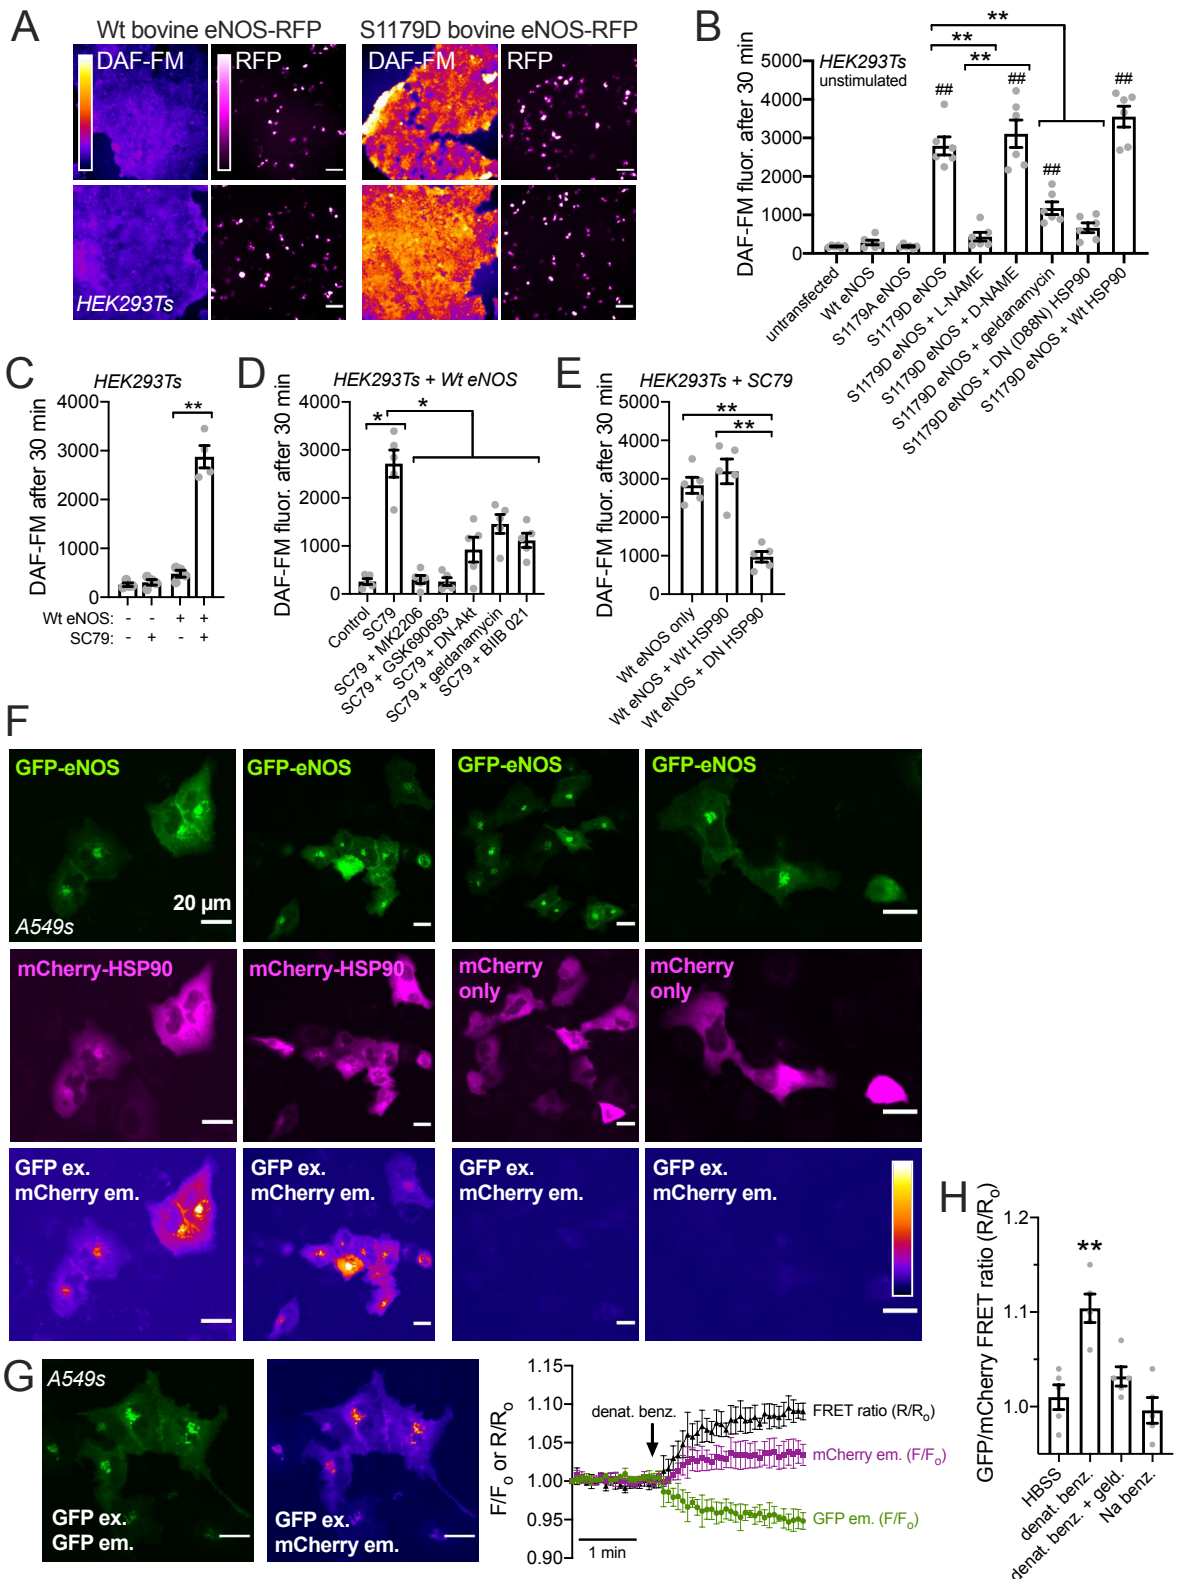 A
Wt bovine eNOS-RFP
S1179D bovine eNOS-RFP
DAF-FM
RFP
DAF-FM
RFP
HEK293Ts
B
DAF-FM fluor. after 30 min
HEK293Ts
unstimulated
5000
4000
3000
2000
1000
0
**
**
**
##
##
##
##
untransfected
Wt eNOS
S1179A eNOS
S1179D eNOS
S1179D eNOS + L-NAME
S1179D eNOS + D-NAME
S1179D eNOS + geldanamycin
S1179D eNOS + DN (D88N) HSP90
S1179D eNOS + Wt HSP90
C
HEK293Ts
DAF-FM after 30 min
4000
3000
2000
1000
0
**
Wt eNOS: - - + +
SC79: - + - +
D
HEK293Ts + Wt eNOS
DAF-FM fluor. after 30 min
4000
3000
2000
1000
0
*
*
Control
SC79
SC79 + MK2206
SC79 + GSK690693
SC79 + DN-Akt
SC79 + geldanamycin
SC79 + BIIB 021
E
HEK293Ts + SC79
DAF-FM fluor. after 30 min
5000
4000
3000
2000
1000
0
**
**
Wt eNOS only
Wt eNOS + Wt HSP90
Wt eNOS + DN HSP90
F
GFP-eNOS
GFP-eNOS
GFP-eNOS
GFP-eNOS
20 µm
A549s
mCherry-HSP90
mCherry-HSP90
mCherry
only
mCherry
only
GFP ex.
mCherry em.
GFP ex.
mCherry em.
GFP ex.
mCherry em.
GFP ex.
mCherry em.
G
A549s
GFP ex.
GFP em.
GFP ex.
mCherry em.
F/Fo or R/Ro
1.15
1.10
1.05
1.00
0.95
0.90
denat. benz.
1 min
FRET ratio (R/Ro)
mCherry em. (F/Fo)
GFP em. (F/Fo)
H
GFP/mCherry FRET ratio (R/Ro)
1.2
1.1
1.0
**
HBSS
denat. benz.
denat. benz. + geld.
Na benz.